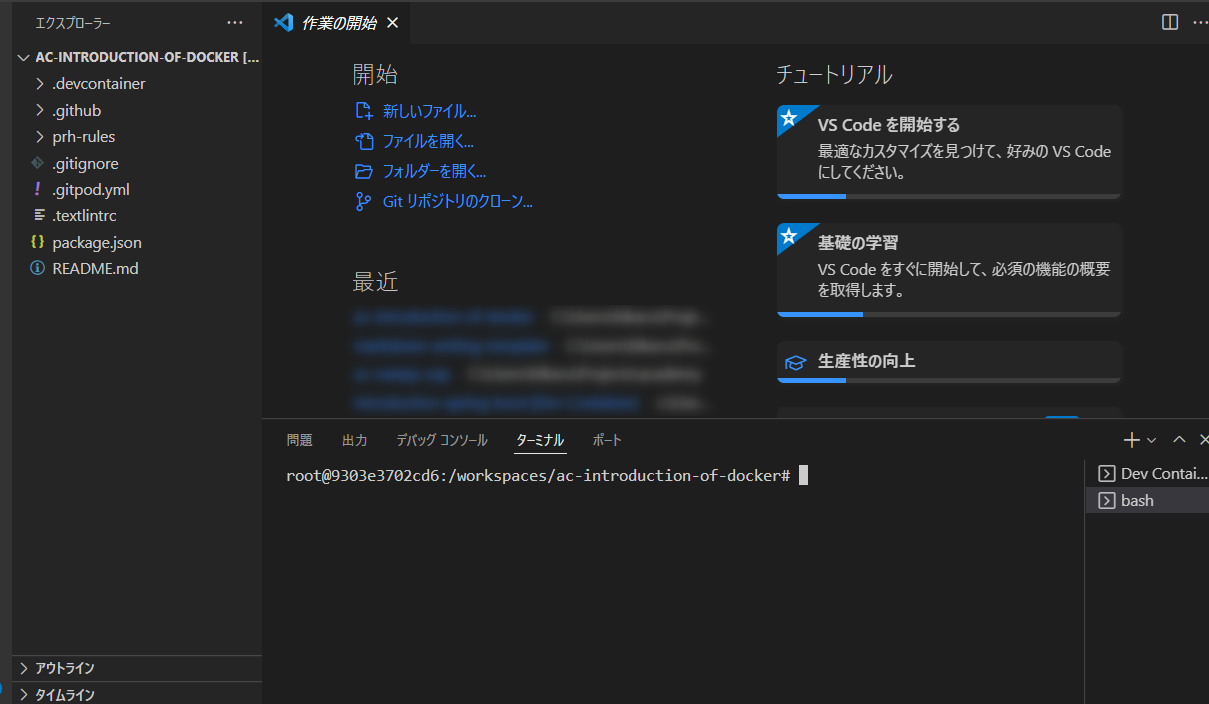 エクスプローラー
AC-INTRODUCTION-OF-DOCKER [...
.devcontainer
.github
prh-rules
.gitignore
.gitpod.yml
.textlintrc
package.json
README.md
アウトライン
タイムライン
作業の開始
開始
新しいファイル...
ファイルを開く...
フォルダーを開く...
Git リポジトリのクローン...
最近
チュートリアル
VS Code を開始する
最適なカスタマイズを見つけて、好みの VS Code
にしてください。
基礎の学習
VS Code をすぐに開始して、必須の機能の概要
を取得します。
生産性の向上
問題 出力 デバッグ コンソール ターミナル ポート
root@9303e3702cd6:/workspaces/ac-introduction-of-docker#
Dev Contai...
bash